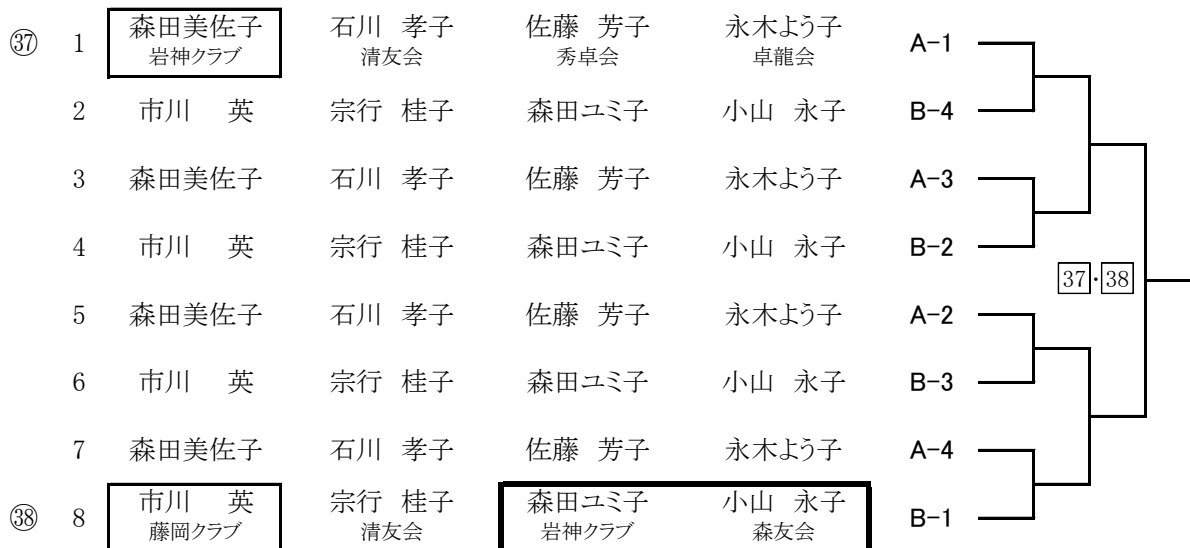 ㊲ 1 森田美佐子 石川 孝子 佐藤 芳子 永木よう子 A-1
岩神クラブ 清友会 秀卓会 卓龍会
2 市川 英 宗行 桂子 森田ユミ子 小山 永子 B-4
3 森田美佐子 石川 孝子 佐藤 芳子 永木よう子 A-3
4 市川 英 宗行 桂子 森田ユミ子 小山 永子 B-2
37・38
5 森田美佐子 石川 孝子 佐藤 芳子 永木よう子 A-2
6 市川 英 宗行 桂子 森田ユミ子 小山 永子 B-3
7 森田美佐子 石川 孝子 佐藤 芳子 永木よう子 A-4
㊳ 8 市川 英 宗行 桂子 森田ユミ子 小山 永子 B-1
藤岡クラブ 清友会 岩神クラブ 森友会